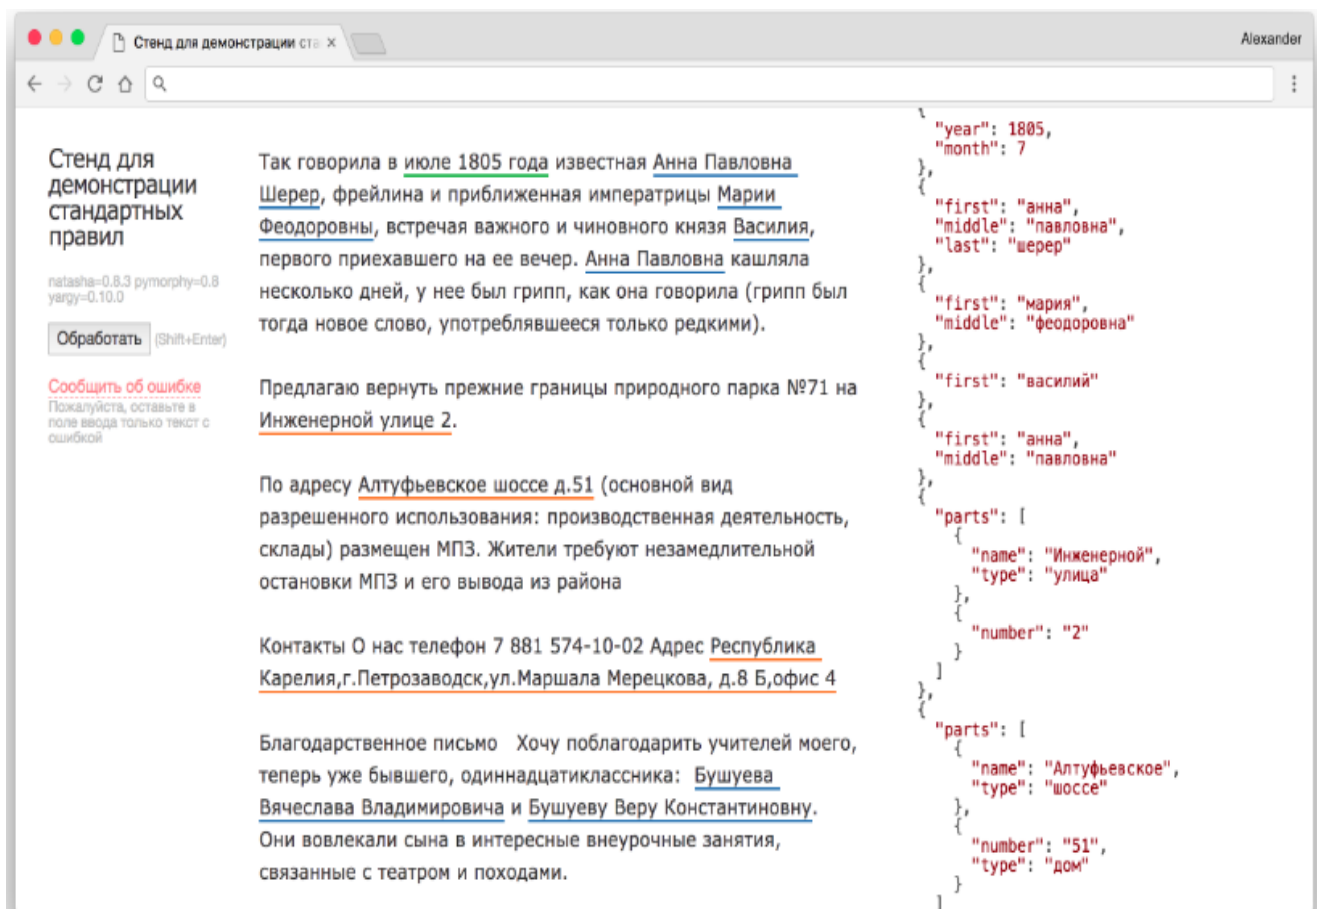 Стенд для демонстрации ста
Alexander
Стенд для
демонстрации
стандартных
правил
natasha=0.8.3 pymorphy=0.8
yargy=0.10.0
Обработать (Shift+Enter)
Сообщить об ошибке
Пожалуйста, оставьте в
поле ввода только текст с
ошибкой
Так говорила в июле 1805 года известная Анна Павловна
Шерер, фрейлина и приближенная императрицы Марии
Феодоровны, встречая важного и чиновного князя Василия,
первого приехавшего на ее вечер. Анна Павловна кашляла
несколько дней, у нее был грипп, как она говорила (грипп был
тогда новое слово, употреблявшееся только редкими).
Предлагаю вернуть прежние границы природного парка №71 на
Инженерной улице 2.
По адресу Алтуфьевское шоссе д.51 (основной вид
разрешенного использования: производственная деятельность,
склады) размещен МПЗ. Жители требуют незамедлительной
остановки МПЗ и его вывода из района
Контакты О нас телефон 7 881 574-10-02 Адрес Республика
Карелия,г.Петрозаводск,ул.Маршала Мерецкова, д.8 Б,офис 4
Благодарственное письмо Хочу поблагодарить учителей моего,
теперь уже бывшего, одиннадцатиклассника: Бушуева
Вячеслава Владимировича и Бушуеву Веру Константиновну.
Они вовлекали сына в интересные внеурочные занятия,
связанные с театром и походами.
{
"year": 1805,
"month": 7
},
{
"first": "анна",
"middle": "павловна",
"last": "шерер"
},
{
"first": "мария",
"middle": "феодоровна"
},
{
"first": "василий"
},
{
"first": "анна",
"middle": "павловна"
},
{
"parts": [
{
"name": "Инженерной",
"type": "улица"
},
{
"number": "2"
}
]
},
{
"parts": [
{
"name": "Алтуфьевское",
"type": "шоссе"
},
{
"number": "51",
"type": "дом"
}
]